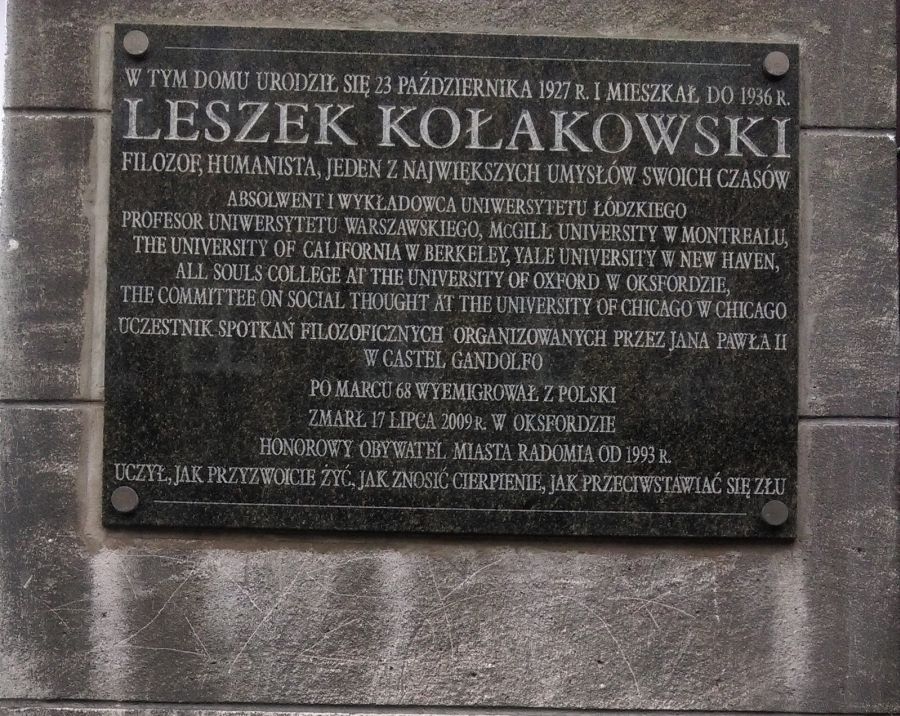 W TYM DOMU URODZIŁ SIĘ 23 PAŹDZIERNIKA 1927 R. I MIESZKAŁ DO 1936 R.
LESZEK KOŁAKOWSKI
FILOZOF, HUMANISTA, JEDEN Z NAJWIĘKSZYCH UMYSŁÓW SWOICH CZASÓW
ABSOLWENT I WYKŁADOWCA UNIWERSYTETU ŁÓDZKIEGO
PROFESOR UNIWERSYTETU WARSZAWSKIEGO, McGILL UNIVERSITY W MONTREALU,
THE UNIVERSITY OF CALIFORNIA W BERKELEY, YALE UNIVERSITY W NEW HAVEN,
ALL SOULS COLLEGE AT THE UNIVERSITY OF OXFORD W OKSFORDZIE,
THE COMMITTEE ON SOCIAL THOUGHT AT THE UNIVERSITY OF CHICAGO W CHICAGO
UCZESTNIK SPOTKAŃ FILOZOFICZNYCH ORGANIZOWANYCH PRZEZ JANA PAWŁA II
W CASTEL GANDOLFO
PO MARCU 68 WYEMIGROWAŁ Z POLSKI
ZMARŁ 17 LIPCA 2009 R. W OKSFORDZIE
HONOROWY OBYWATEL MIASTA RADOMIA OD 1993 R.
UCZYŁ, JAK PRZYZWOICIE ŻYĆ, JAK ZNOSIĆ CIERPIENIE, JAK PRZECIWSTAWIAĆ SIĘ ZŁU